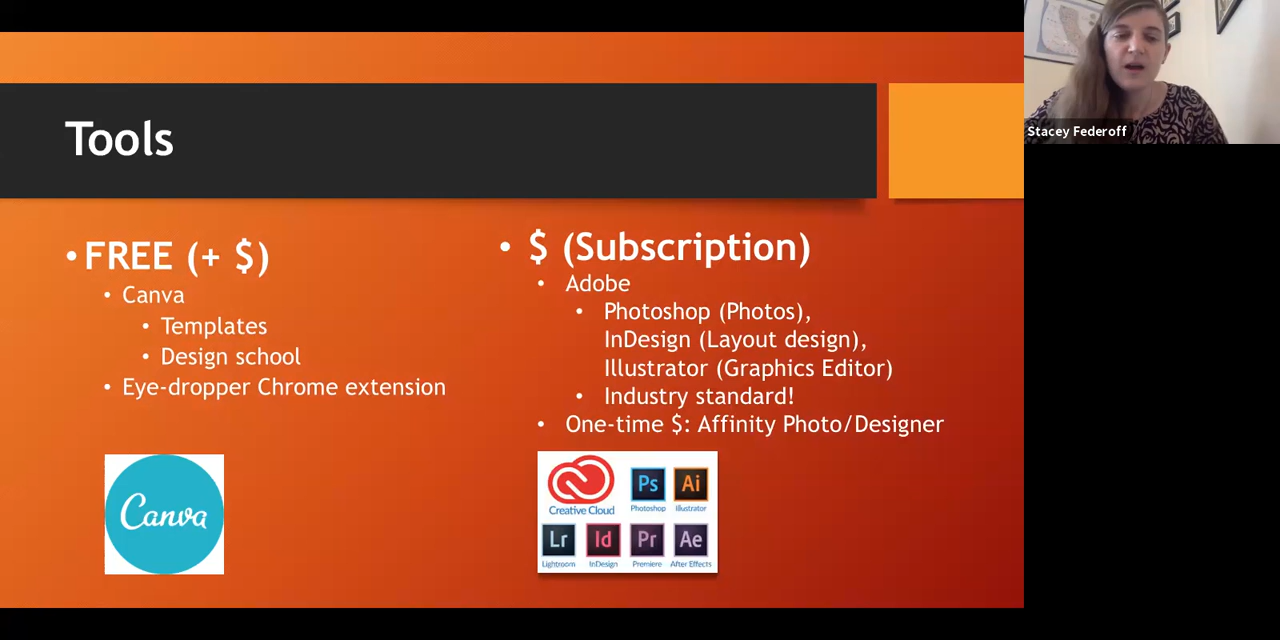 Tools
• FREE (+ $)
• Canva
• Templates
• Design school
• Eye-dropper Chrome extension
Canva
• $ (Subscription)
• Adobe
• Photoshop (Photos),
InDesign (Layout design),
Illustrator (Graphics Editor)
• Industry standard!
• One-time $: Affinity Photo/Designer
Creative Cloud
Ps
Photoshop
Ai
Illustrator
Lr
Lightroom
Id
InDesign
Pr
Premiere
Ae
After Effects
Stacey Federoff